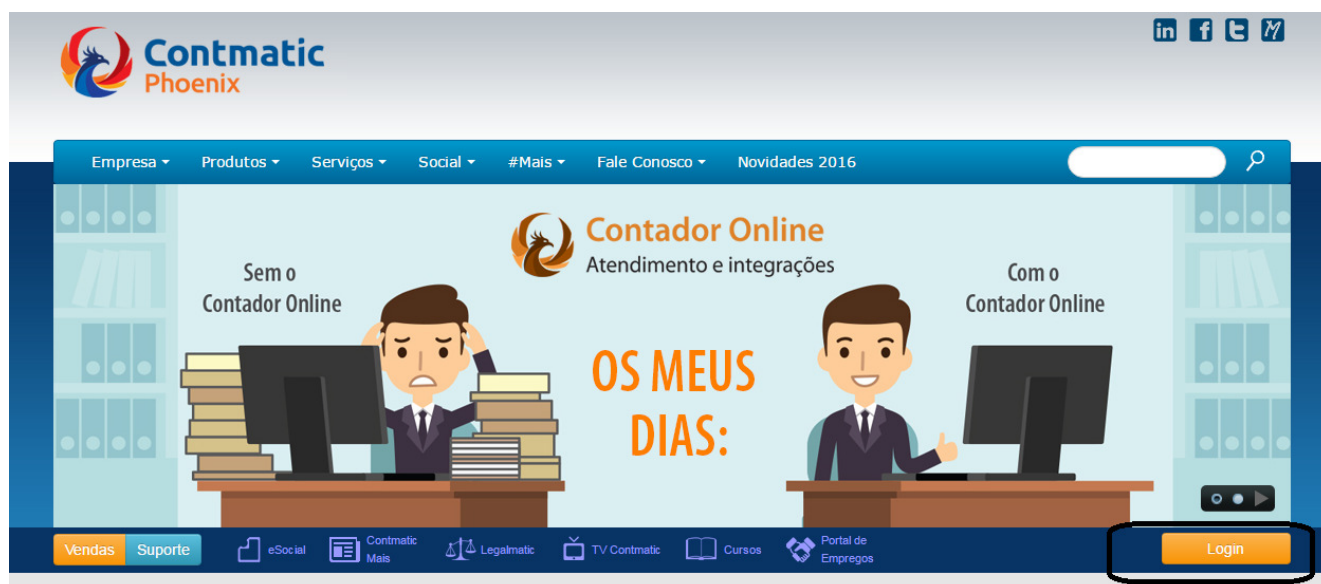 Contmatic
Phoenix
Empresa
Produtos
Serviços
Social
#Mais
Fale Conosco
Novidades 2016
Contador Online
Atendimento e integrações
Sem o
Contador Online
Com o
Contador Online
OS MEUS
DIAS:
Vendas
Suporte
eSocial
Contmatic
Mais
Legalmatic
TV Contmatic
Cursos
Portal de
Empregos
Login